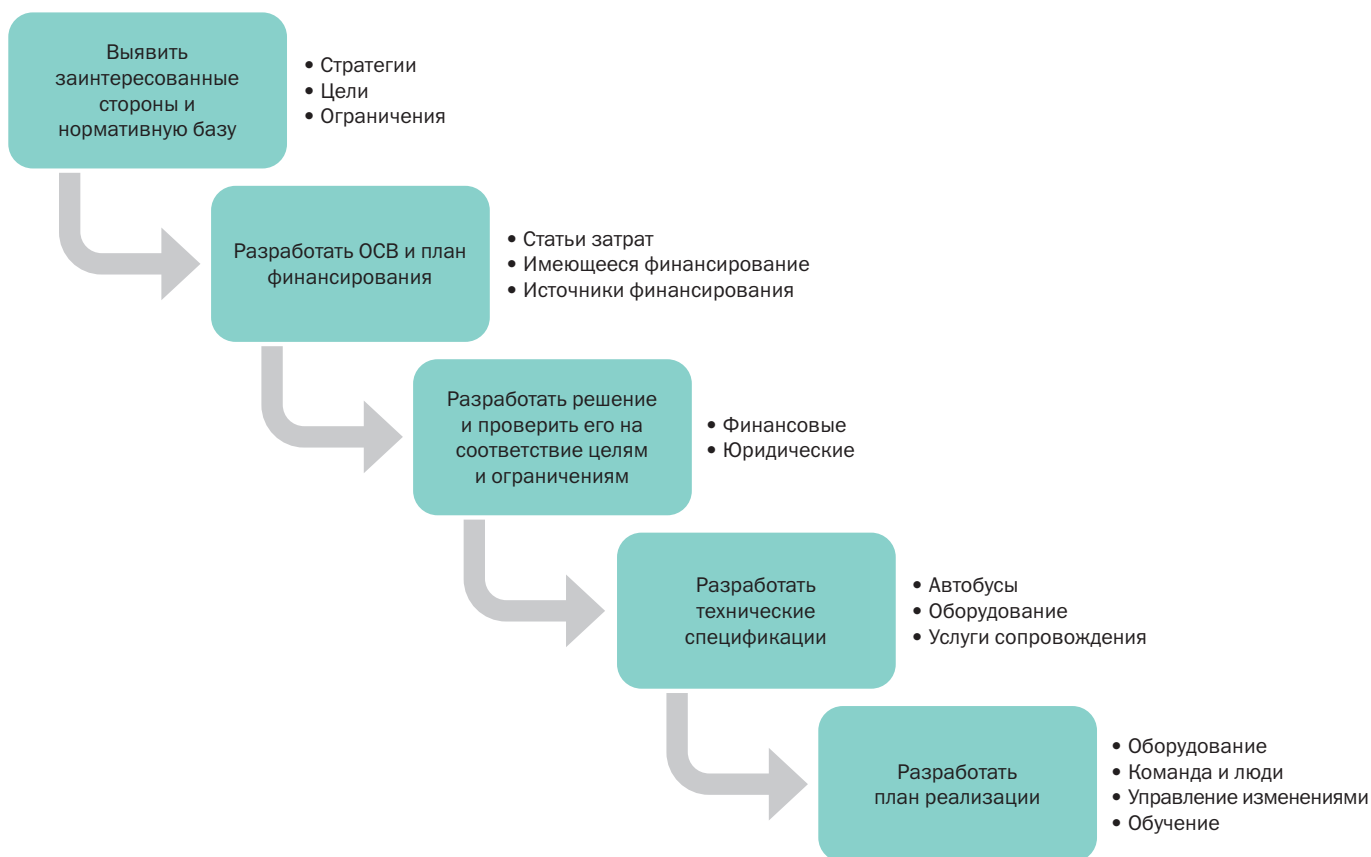 Выявить
заинтересованные
стороны и
нормативную базу
• Стратегии
• Цели
• Ограничения
Разработать ОСВ и план
финансирования
• Статьи затрат
• Имеющееся финансирование
• Источники финансирования
Разработать решение
и проверить его на
соответствие целям
и ограничениям
• Финансовые
• Юридические
Разработать
технические
спецификации
• Автобусы
• Оборудование
• Услуги сопровождения
Разработать
план реализации
• Оборудование
• Команда и люди
• Управление изменениями
• Обучение